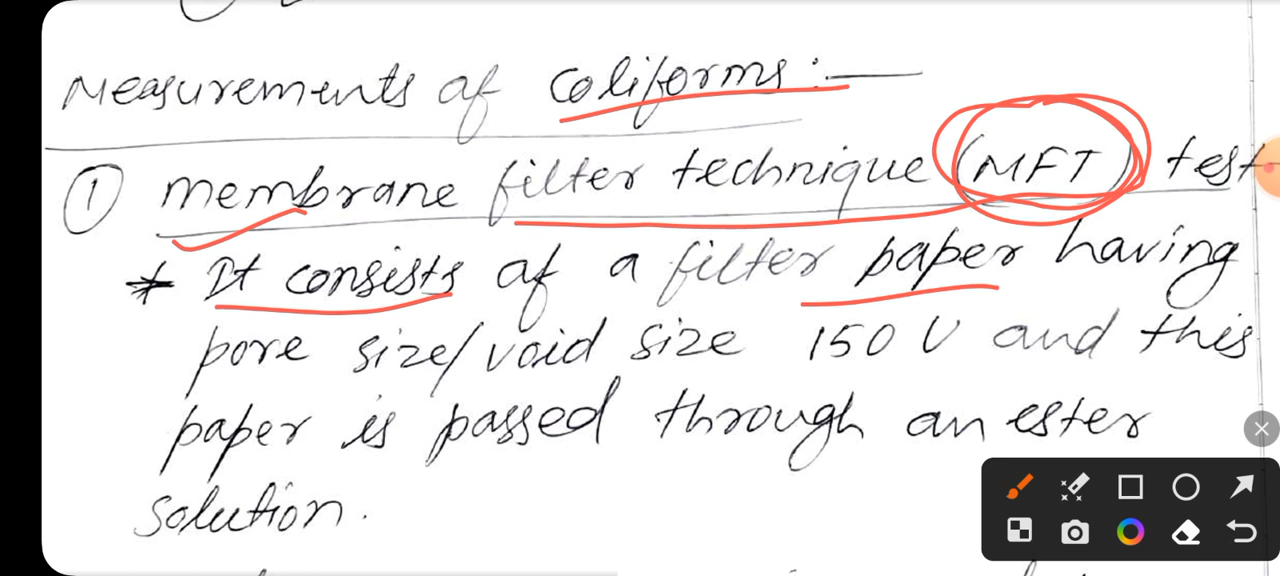 Measurements of coliforms :—
① Membrane filter technique (MFT) test
* It consists of a filter paper having
pore size/void size 150 U and this
paper is passed through an ester
solution.